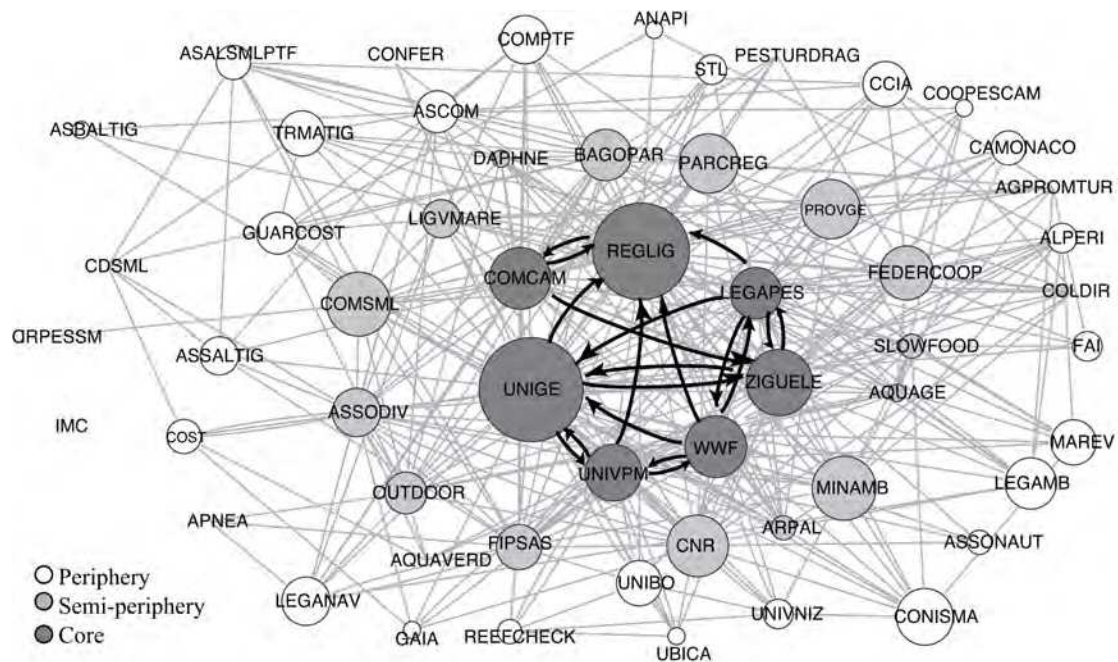 ANAPI
COMPTF
ASALSMLPTF
CONFER
PESTURDRAG
STL
CCIA
COOPESCAM
ASCOM
ASBALTIG
TRMATIG
DAPHNE
BAGOPAR
PARCREG
CAMONACO
AGPROMTUR
PROVGE
LIGVMARE
GUARCOST
REGLIG
ALPERI
CDSML
COMCAM
LEGAPES
FEDERCOOP
COMSML
COLDIR
GRPESSM
ASSALTIG
SLOWFOOD
FAI
UNIGE
ZIGUELE
AQUAGE
IMC
COST
ASSODIV
WWF
MAREV
UNIVPM
OUTDOOR
MINAMB
LEGAMB
APNEA
ARPAL
FIPSAS
CNR
ASSONAUT
AQUAVERD
Periphery
UNIBO
LEGANAV
Semi-periphery
UNIVNIZ
CONISMA
Core
GAIA
REEFCHECK
UBICA